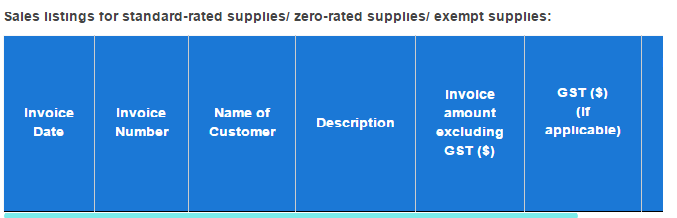 Sales listings for standard-rated supplies/ zero-rated supplies/ exempt supplies:
Invoice
Date
Invoice
Number
Name of
Customer
Description
Invoice
amount
excluding
GST ($)
GST ($)
(if
applicable)